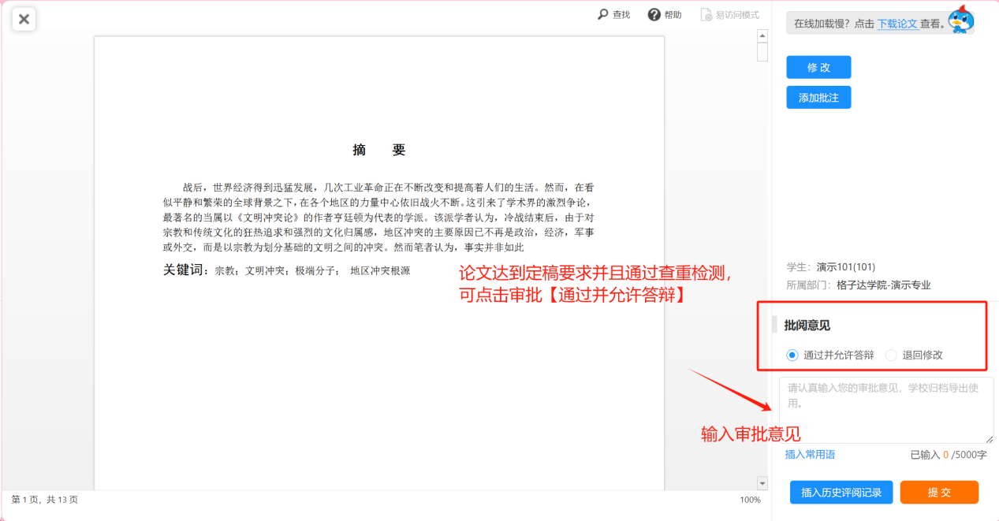 查找 帮助 易访问模式
在线加载慢？点击 下载论文 查看。
修 改
添加批注
摘 要
战后，世界经济得到迅猛发展，几次工业革命正在不断改变和提高着人们的生活。然而，在看
似平静和繁荣的全球背景之下，在各个地区的力量中心依旧战火不断。这引来了学术界的激烈争论，
最著名的当属以《文明冲突论》的作者亨廷顿为代表的学派。该派学者认为，冷战结束后，由于对
宗教和传统文化的狂热追求和强烈的文化归属感，地区冲突的主要原因已不再是政治，经济，军事
或外交，而是以宗教为划分基础的文明之间的冲突。然而笔者认为，事实并非如此
关键词：宗教；文明冲突；极端分子； 地区冲突根源
论文达到定稿要求并且通过查重检测，
可点击审批【通过并允许答辩】
学生：演示101(101)
所属部门：格子达学院-演示专业
批阅意见
通过并允许答辩 退回修改
请认真输入您的审批意见，学校归档导出使
用。
输入审批意见
插入常用语 已输入 0 /5000字
插入历史评阅记录 提 交
第 1 页，共 13 页 100%